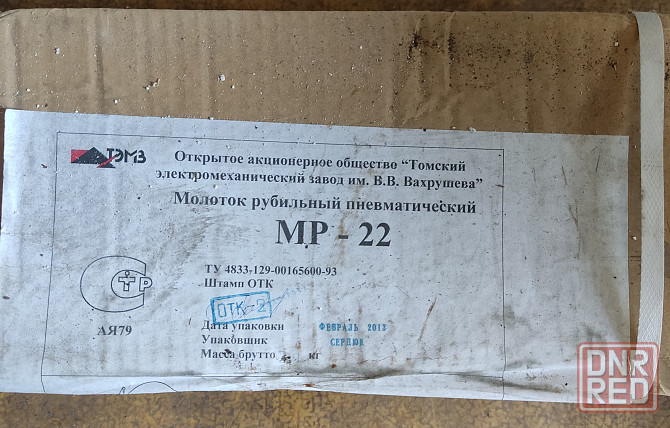 ТЭМЗ
Открытое акционерное общество “Томский
электромеханический завод им. В.В. Вахрушева”
Молоток рубильный пневматический
МР - 22
ТУ 4833-129-00165600-93
Штамп ОТК
ОТК-2
АЯ79
Дата упаковки ФЕВРАЛЬ 2013
Упаковщик СЕРДЮК
Масса брутто кг
DNR
RED